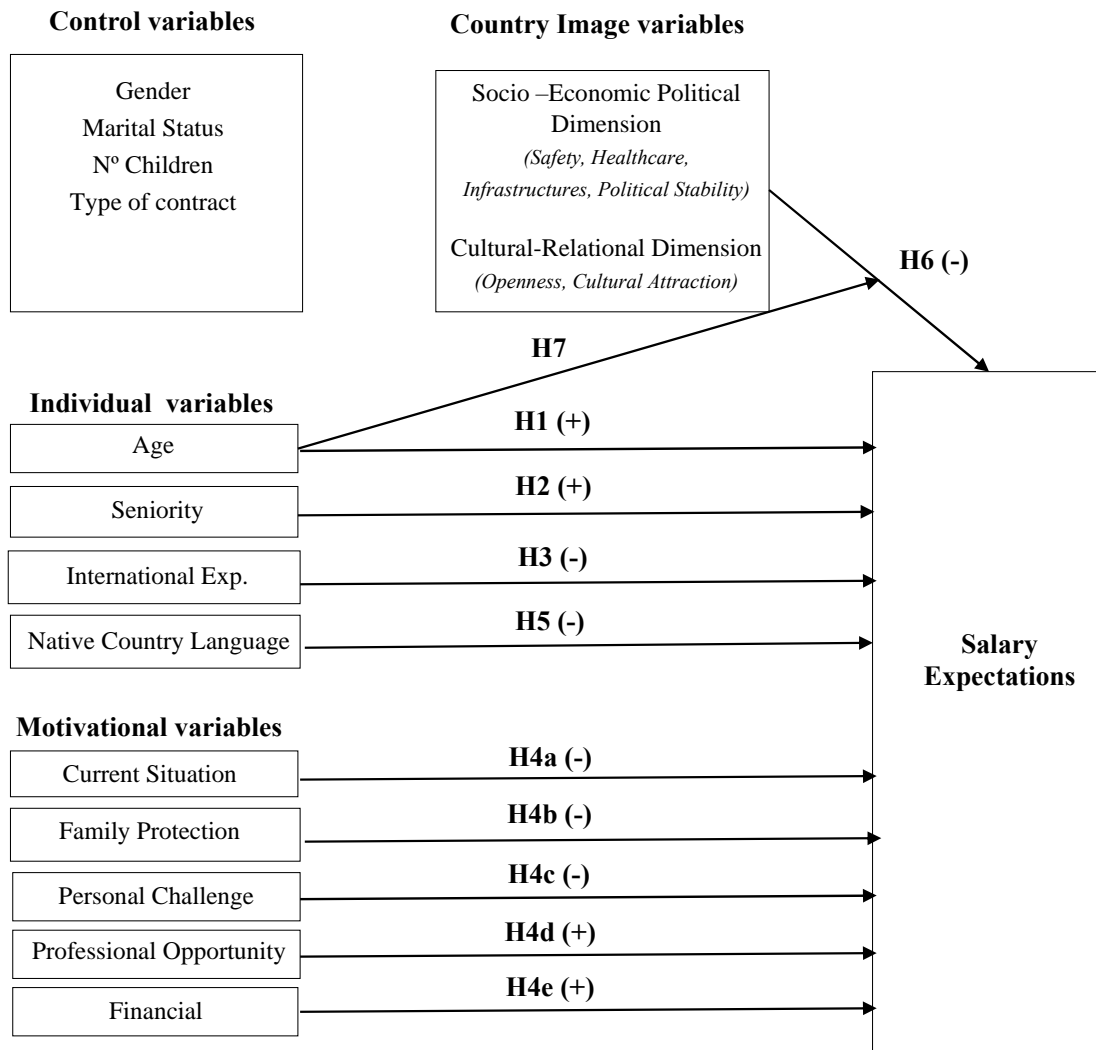 Control variables
Gender
Marital Status
Nº Children
Type of contract
Country Image variables
Socio –Economic Political
Dimension
(Safety, Healthcare,
Infrastructures, Political Stability)
Cultural-Relational Dimension
(Openness, Cultural Attraction)
H6 (-)
H7
Individual variables
Age
H1 (+)
Seniority
H2 (+)
International Exp.
H3 (-)
Native Country Language
H5 (-)
Salary
Expectations
Motivational variables
Current Situation
H4a (-)
Family Protection
H4b (-)
Personal Challenge
H4c (-)
Professional Opportunity
H4d (+)
Financial
H4e (+)